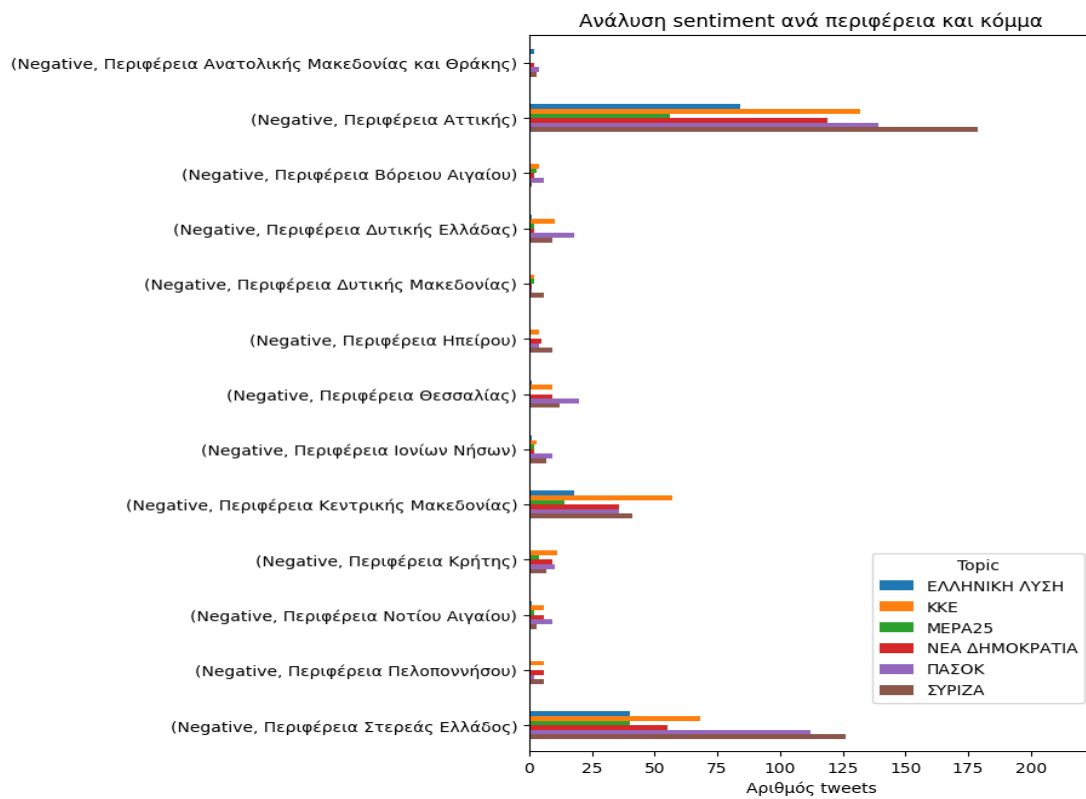 Ανάλυση sentiment ανά περιφέρεια και κόμμα
(Negative, Περιφέρεια Ανατολικής Μακεδονίας και Θράκης)
(Negative, Περιφέρεια Αττικής)
(Negative, Περιφέρεια Βόρειου Αιγαίου)
(Negative, Περιφέρεια Δυτικής Ελλάδας)
(Negative, Περιφέρεια Δυτικής Μακεδονίας)
(Negative, Περιφέρεια Ηπείρου)
(Negative, Περιφέρεια Θεσσαλίας)
(Negative, Περιφέρεια Ιονίων Νήσων)
(Negative, Περιφέρεια Κεντρικής Μακεδονίας)
(Negative, Περιφέρεια Κρήτης)
(Negative, Περιφέρεια Νοτίου Αιγαίου)
(Negative, Περιφέρεια Πελοποννήσου)
(Negative, Περιφέρεια Στερεάς Ελλάδος)
Topic
ΕΛΛΗΝΙΚΗ ΛΥΣΗ
ΚΚΕ
ΜΕΡΑ25
ΝΕΑ ΔΗΜΟΚΡΑΤΙΑ
ΠΑΣΟΚ
ΣΥΡΙΖΑ
0 25 50 75 100 125 150 175 200
Αριθμός tweets